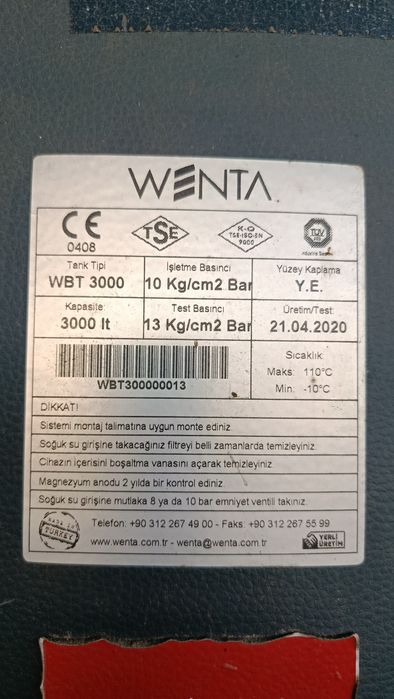 WENTA
CE
0408
TSE
K-Q
TSE-ISO-EN
9000
TÜV
Tank Tipi
WBT 3000
İşletme Basıncı
10 Kg/cm2 Bar
Yüzey Kaplama
Y.E.
Kapasite:
3000 lt
Test Basıncı
13 Kg/cm2 Bar
Üretim/Test:
21.04.2020
WBT300000013
Sıcaklık
Maks: 110°C
Min. -10°C
DİKKAT!
Sistemi montaj talimatına uygun monte ediniz.
Soğuk su girişine takacağınız filtreyi belli zamanlarda temizleyiniz.
Cihazın içerisini boşaltma vanasını açarak temizleyiniz.
Magnezyum anodu 2 yılda bir kontrol ediniz.
Soğuk su girişine mutlaka 8 ya da 10 bar emniyet ventili takınız.
MADE IN
TURKEY
Telefon: +90 312 267 49 00 - Faks: +90 312 267 55 99
www.wenta.com.tr - wenta@wenta.com.tr
YERLİ
ÜRETİM